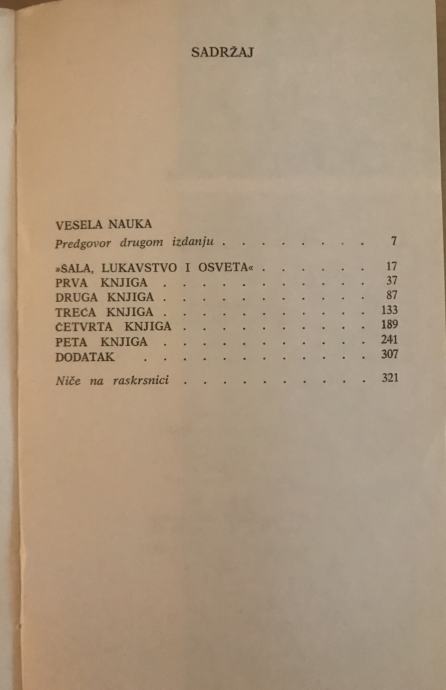 SADRŽAJ
VESELA NAUKA
Predgovor drugom izdanju . . . . . . . . 7
»ŠALA, LUKAVSTVO I OSVETA« . . . . . . 17
PRVA KNJIGA . . . . . . . . . . . 37
DRUGA KNJIGA . . . . . . . . . . . 87
TREĆA KNJIGA . . . . . . . . . . . 133
ČETVRTA KNJIGA . . . . . . . . . . 189
PETA KNJIGA . . . . . . . . . . . 241
DODATAK . . . . . . . . . . . . 307
Niče na raskrsnici . . . . . . . . . . 321